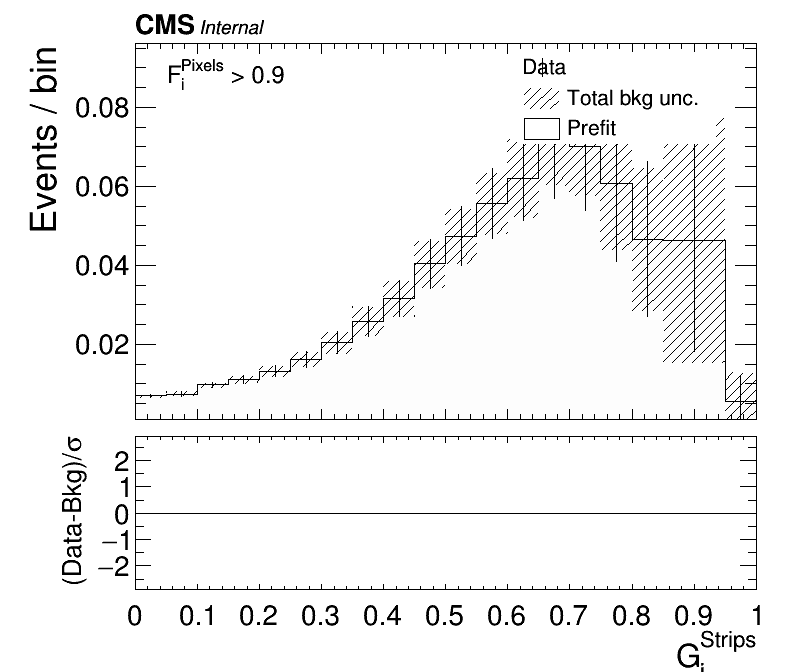 CMS Internal
F_i^Pixels > 0.9
Data
Total bkg unc.
Prefit
Events / bin
0.08
0.06
0.04
0.02
(Data-Bkg)/σ
2
1
0
−1
−2
0 0.1 0.2 0.3 0.4 0.5 0.6 0.7 0.8 0.9 1
G_i^Strips